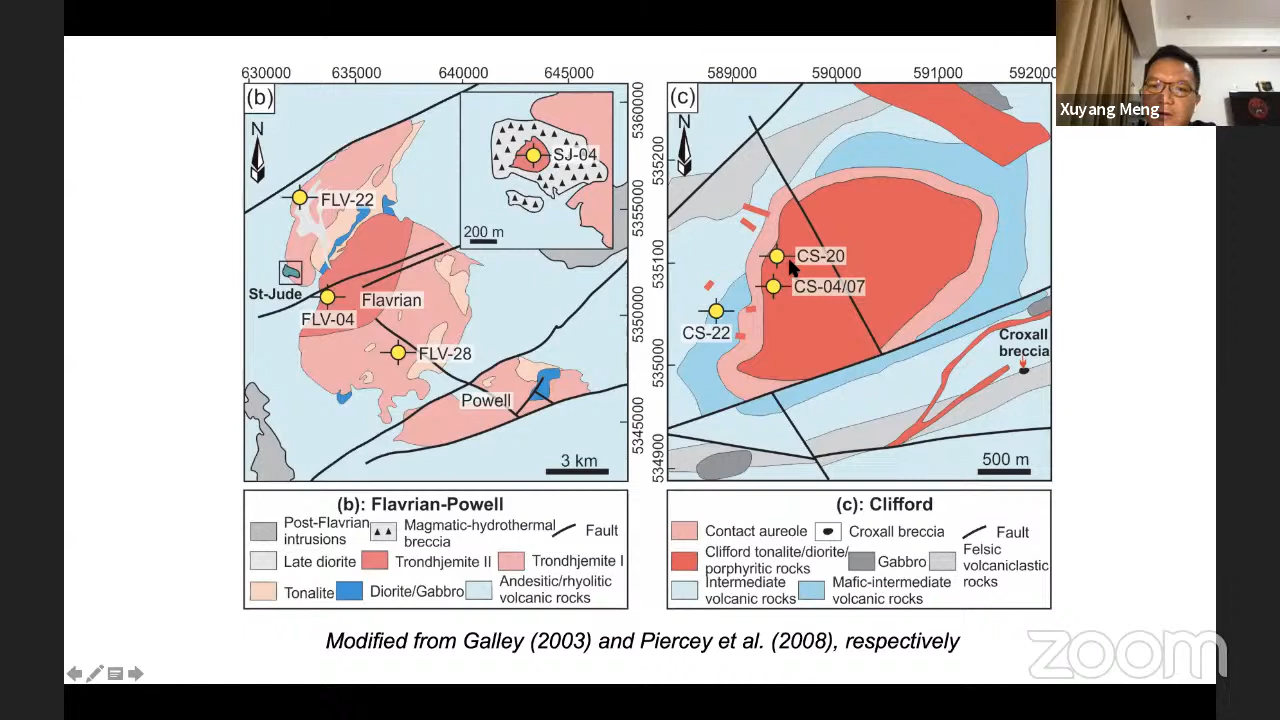 Xuyang Meng
630000 635000 640000 645000
(b)
N
FLV-22
SJ-04
200 m
St-Jude
FLV-04
Flavrian
FLV-28
Powell
3 km
5360000
5355000
5350000
5345000
589000 590000 591000 592000
(c)
N
CS-20
CS-04/07
CS-22
Croxall
breccia
500 m
535200
535100
535000
534900
(b): Flavrian-Powell
Post-Flavrian
intrusions
Magmatic-hydrothermal
breccia
Fault
Late diorite
Trondhjemite II
Trondhjemite I
Tonalite
Diorite/Gabbro
Andesitic/rhyolitic
volcanic rocks
(c): Clifford
Contact aureole
Croxall breccia
Fault
Clifford tonalite/diorite/
porphyritic rocks
Gabbro
Felsic
volcaniclastic
rocks
Intermediate
volcanic rocks
Mafic-intermediate
volcanic rocks
Modified from Galley (2003) and Piercey et al. (2008), respectively
zoom